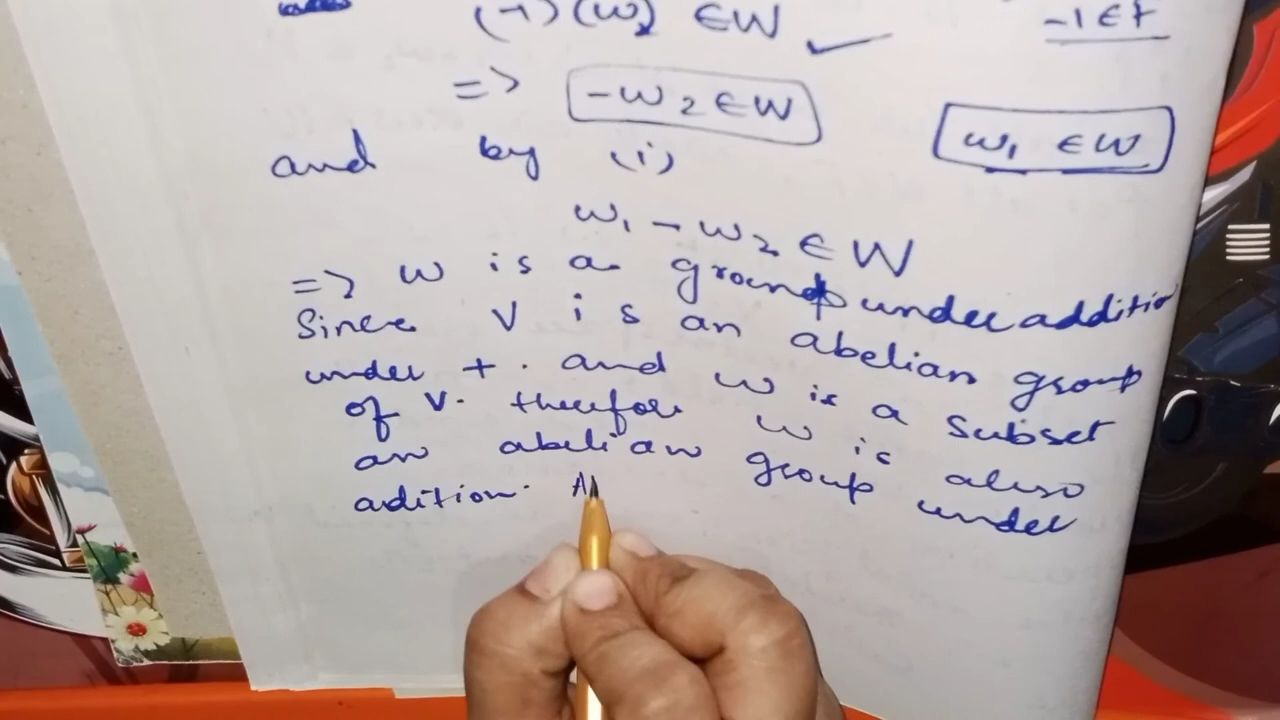 (-1)(w2) ∈W ✓ -1∈F
=> -w2∈W w1 ∈W
and by (i)
w1 - w2 ∈ W
=> W is a group under addition
Since V is an abelian group
under + . and W is a subset
of V. therefore W is also
an abelian group under
adition. A